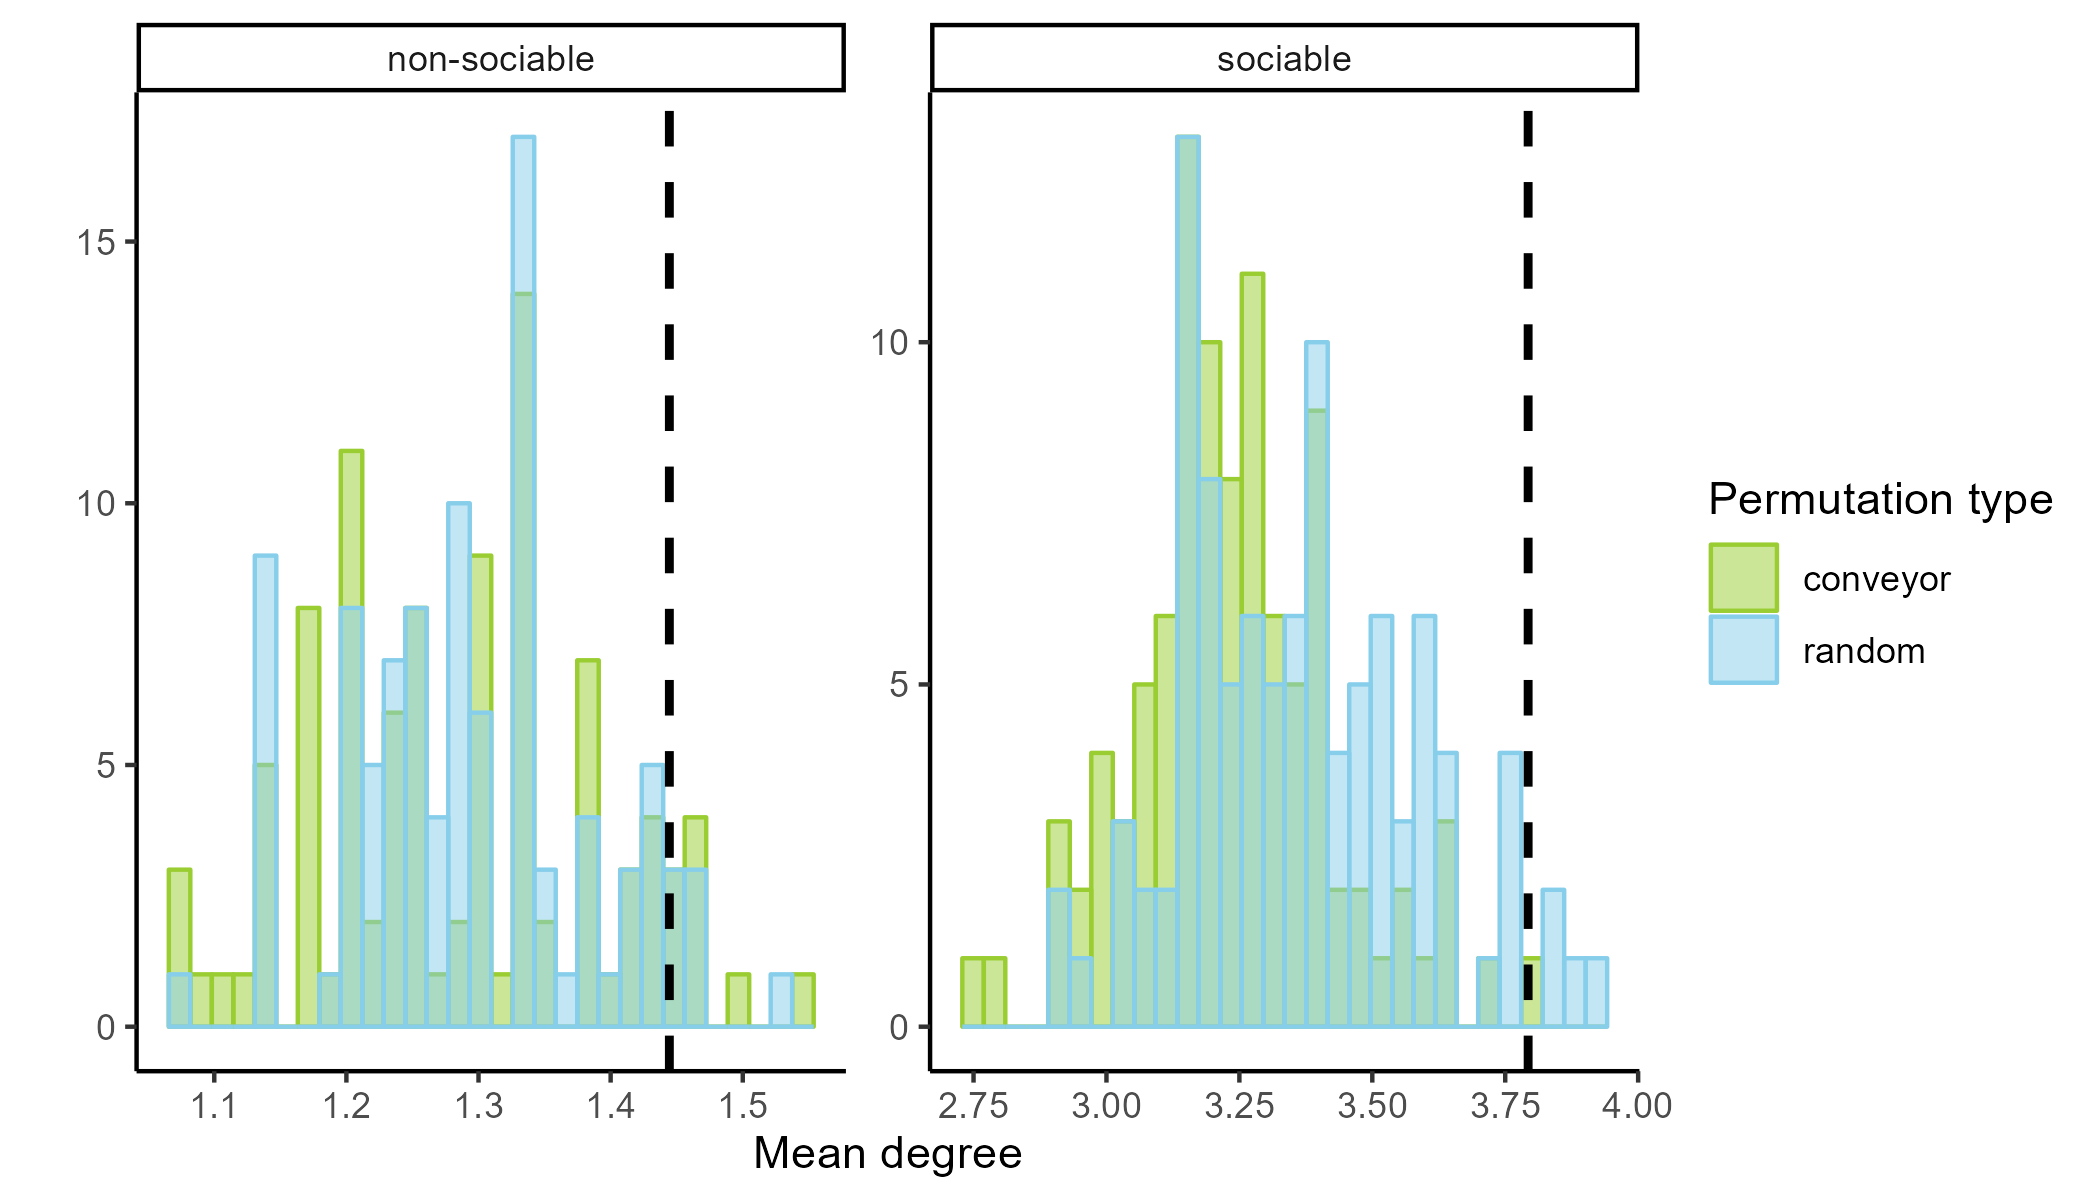 non-sociable
sociable
15
10
5
0
10
5
0
1.1 1.2 1.3 1.4 1.5
2.75 3.00 3.25 3.50 3.75 4.00
Mean degree
Permutation type
conveyor
random